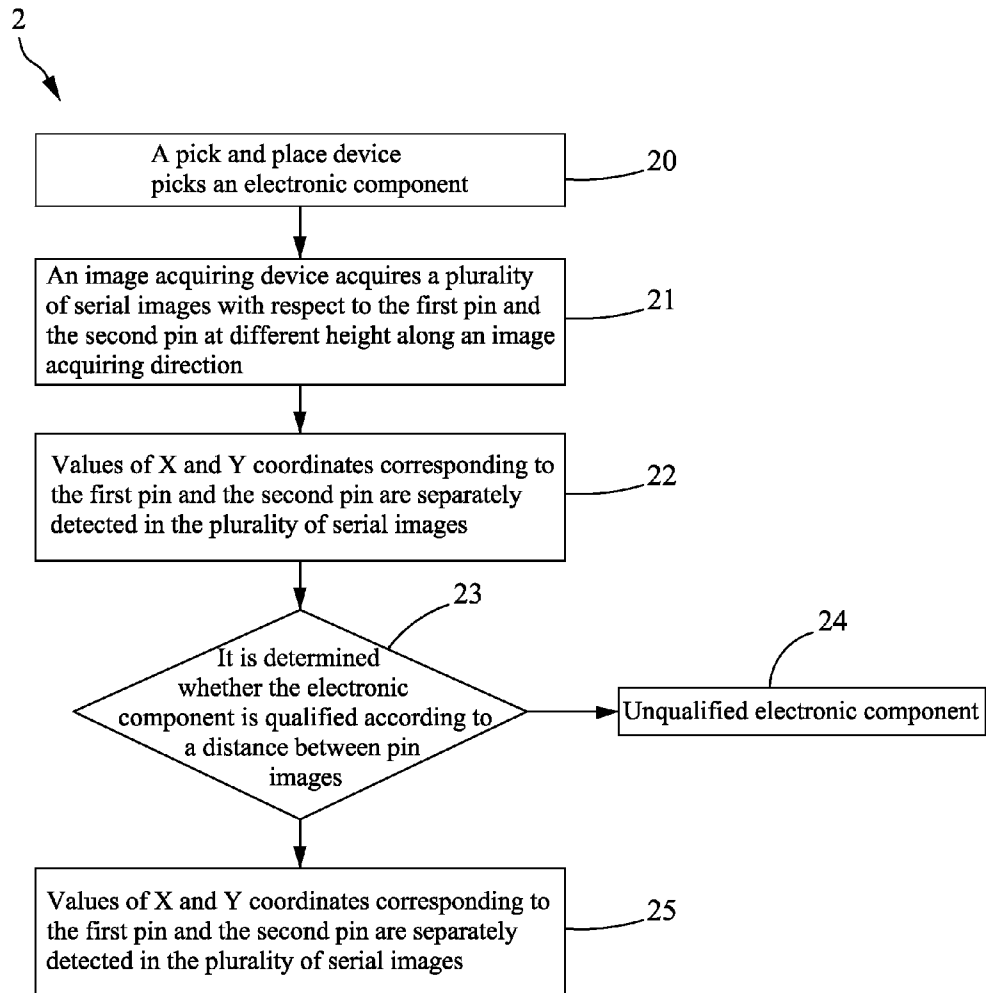 2
A pick and place device
picks an electronic component
20
An image acquiring device acquires a plurality
of serial images with respect to the first pin and
the second pin at different height along an image
acquiring direction
21
Values of X and Y coordinates corresponding to
the first pin and the second pin are separately
detected in the plurality of serial images
22
23
It is determined
whether the electronic
component is qualified according to
a distance between pin
images
24
Unqualified electronic component
Values of X and Y coordinates corresponding to
the first pin and the second pin are separately
detected in the plurality of serial images
25